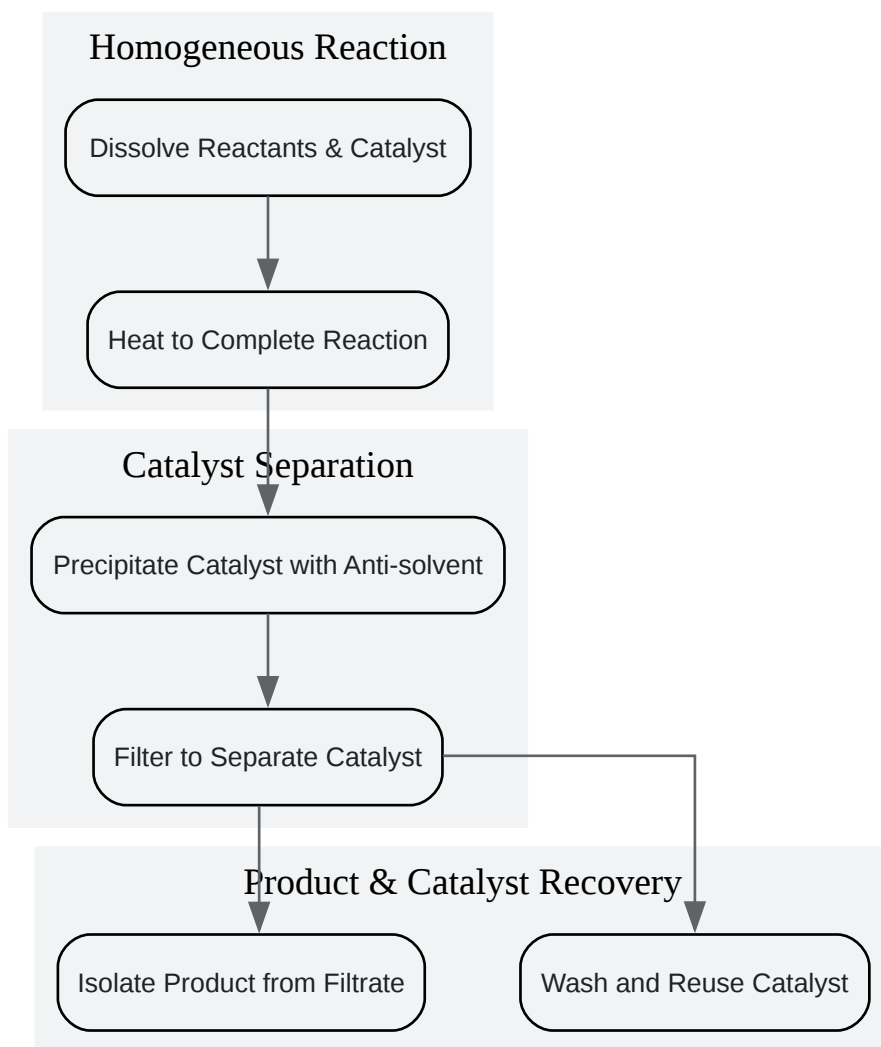 Homogeneous Reaction
Dissolve Reactants & Catalyst
Heat to Complete Reaction
Catalyst Separation
Precipitate Catalyst with Anti-solvent
Filter to Separate Catalyst
Product & Catalyst Recovery
Isolate Product from Filtrate
Wash and Reuse Catalyst